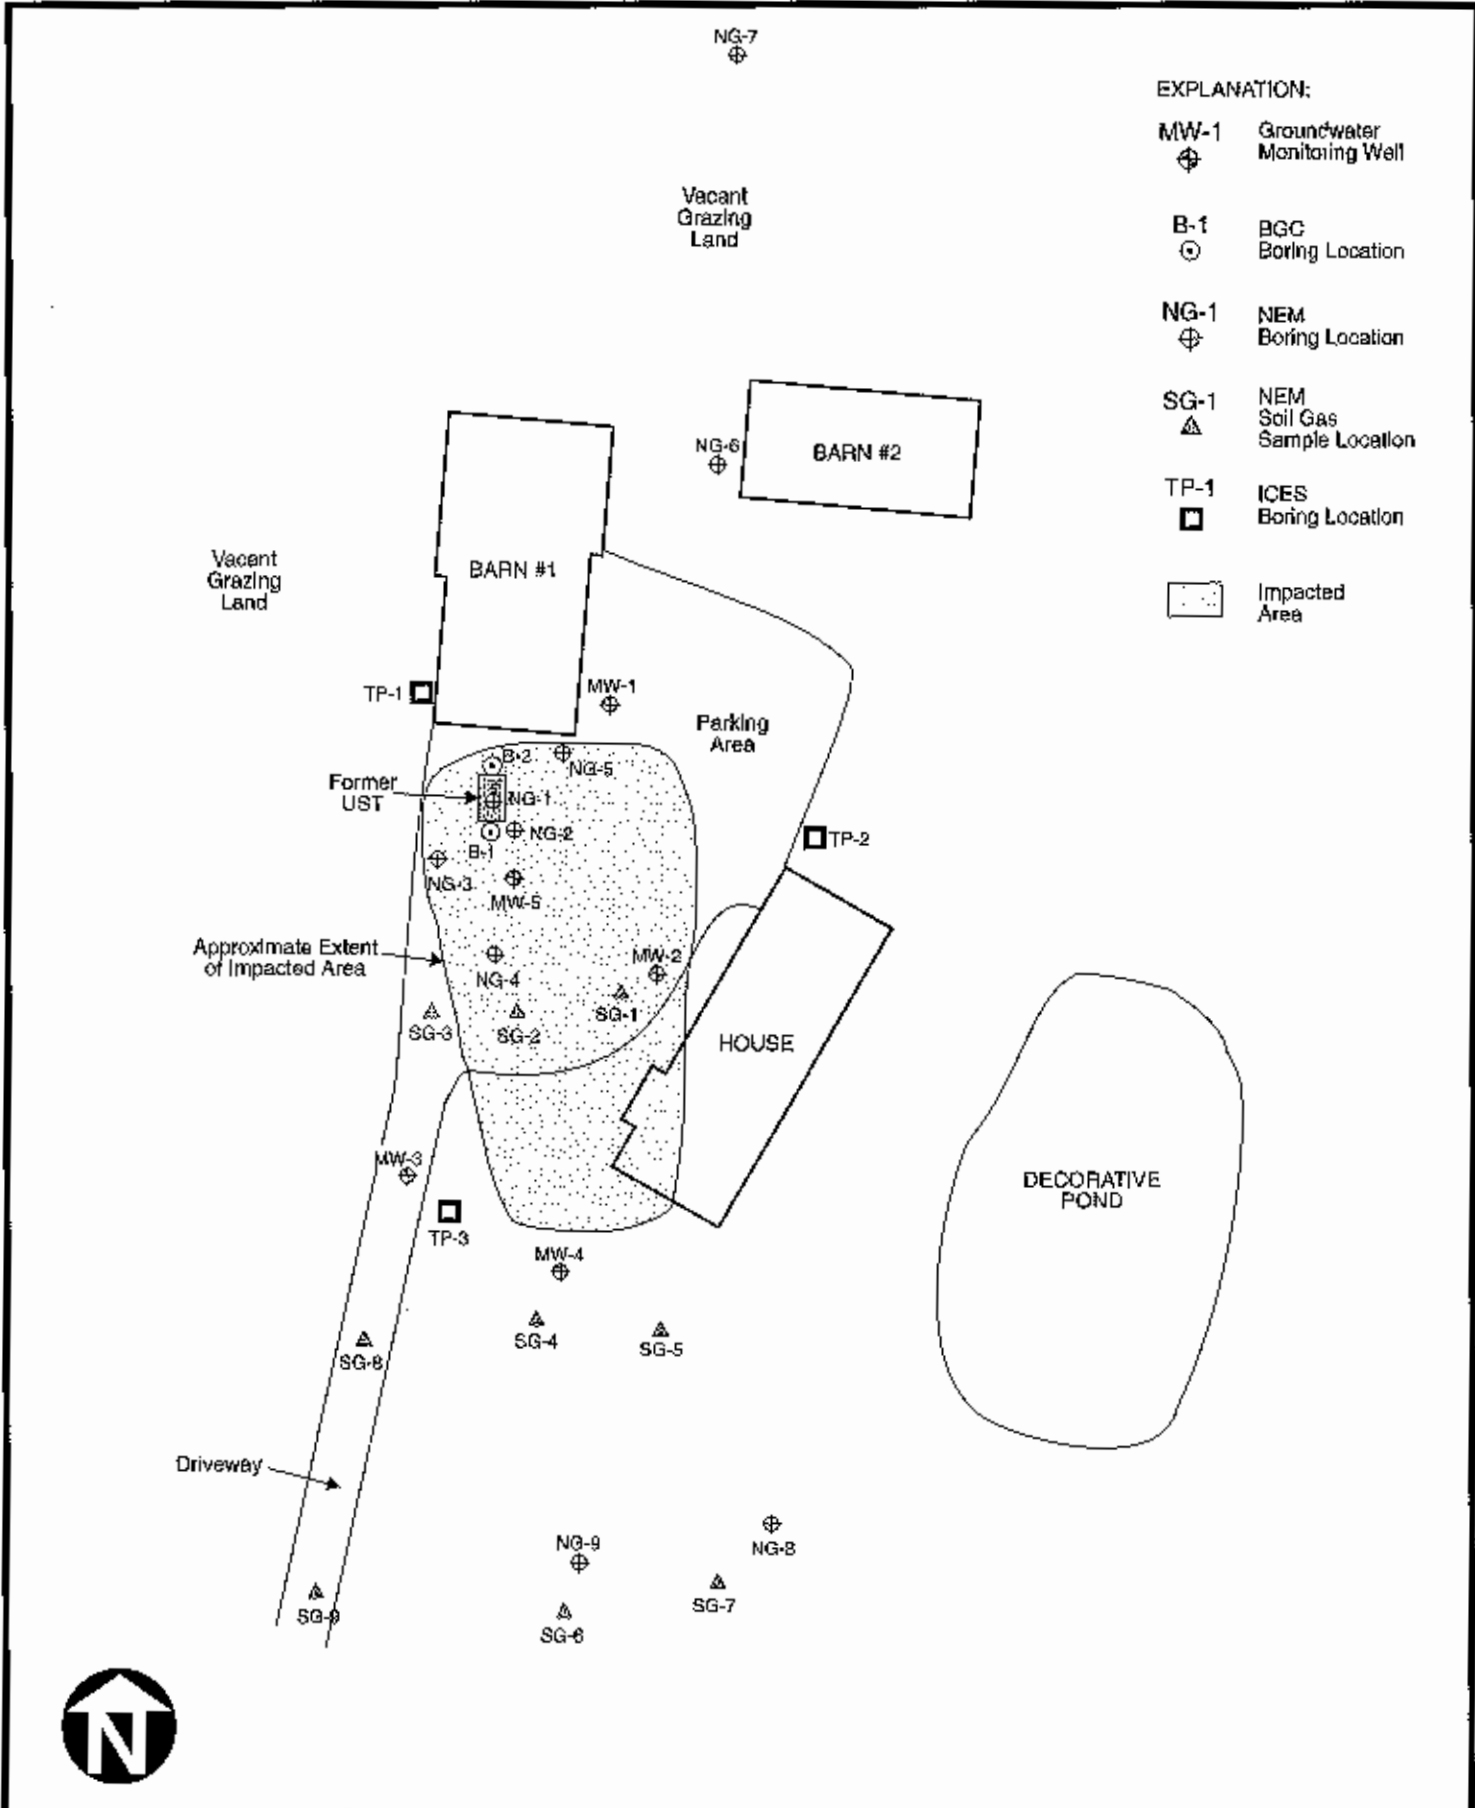 NG-7
EXPLANATION:
MW-1
Groundwater
Monitoring Well
B-1
BGC
Boring Location
NG-1
NEM
Boring Location
SG-1
NEM
Soil Gas
Sample Location
TP-1
ICES
Boring Location
Impacted
Area
Vacant
Grazing
Land
NG-6
BARN #2
BARN #1
Vacant
Grazing
Land
TP-1
MW-1
Parking
Area
B-2
NG-5
Former
UST
NG-1
NG-2
B-1
TP-2
NG-3
MW-5
Approximate Extent
of Impacted Area
MW-2
NG-4
SG-1
SG-3
SG-2
HOUSE
MW-3
DECORATIVE
POND
TP-3
MW-4
SG-4
SG-5
SG-8
Driveway
NG-9
NG-8
SG-7
SG-9
SG-6
N